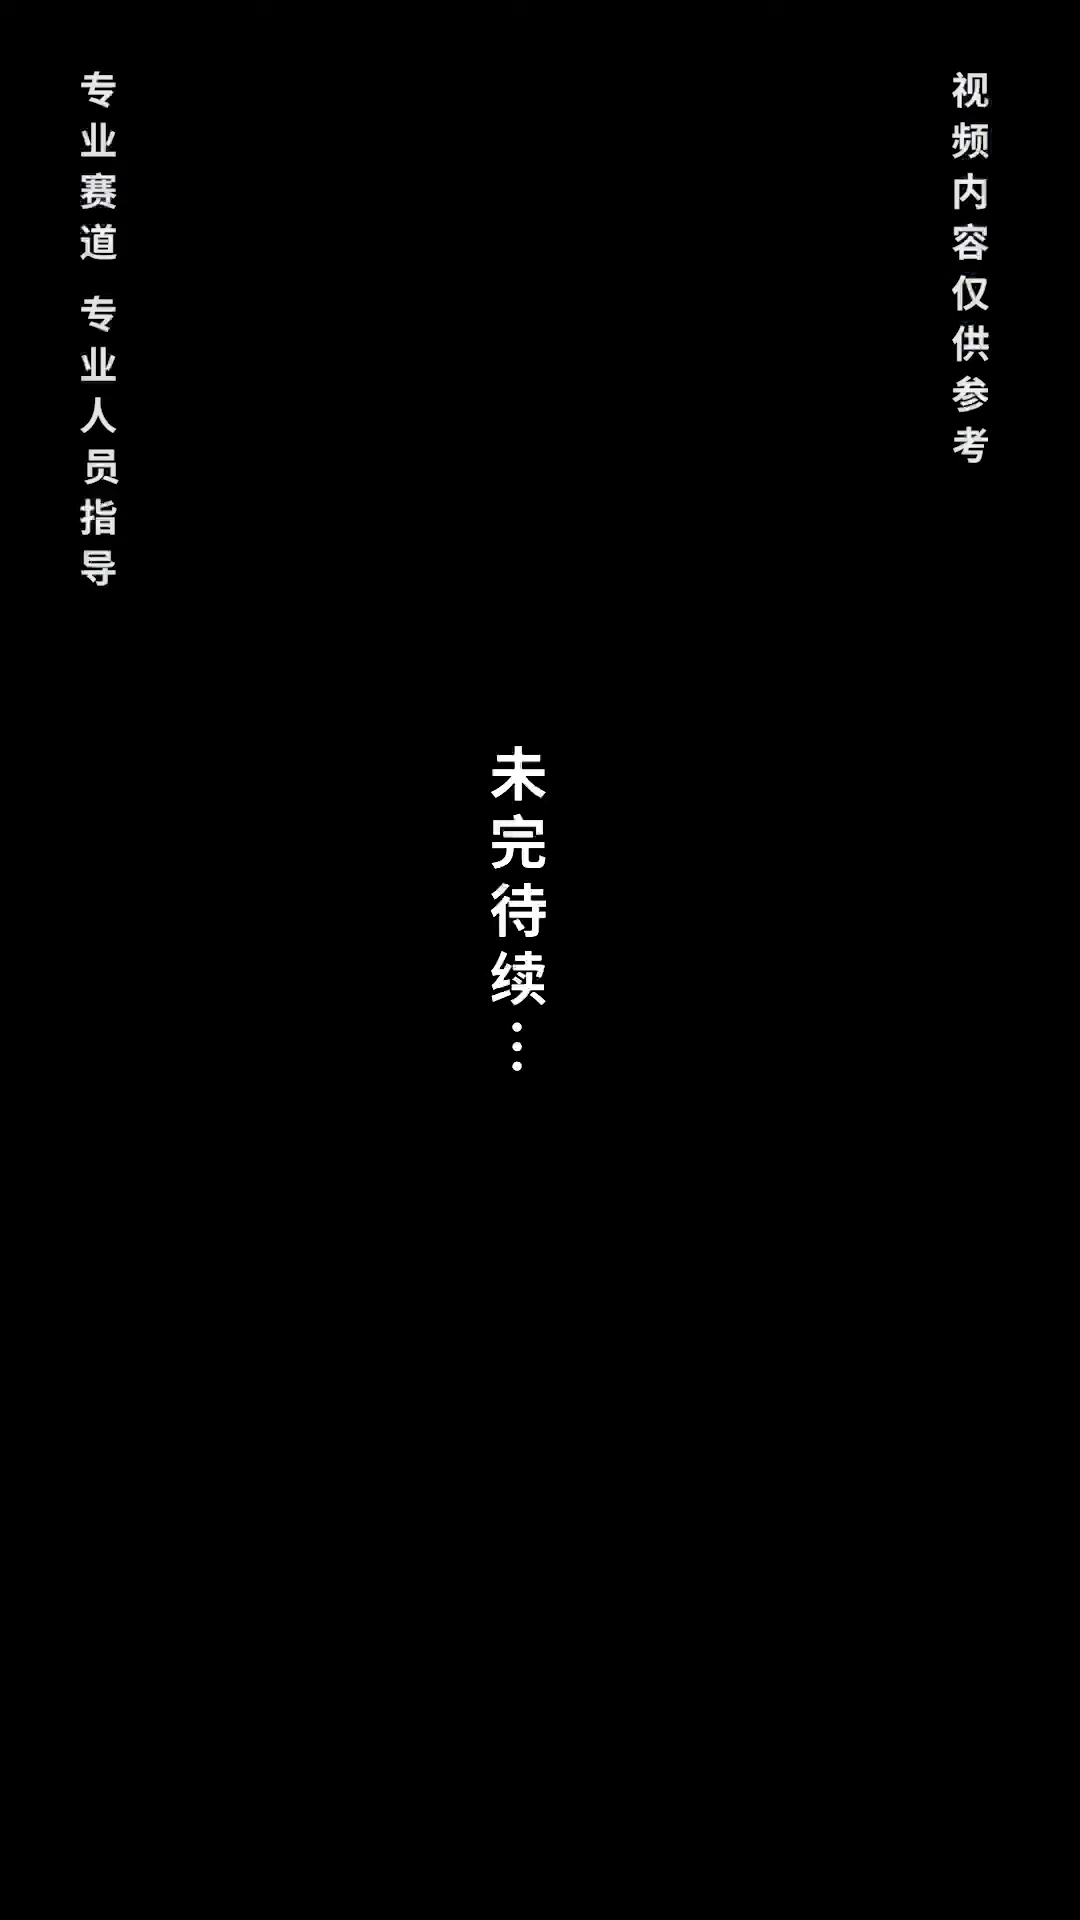 专业赛道 专业人员指导
视频内容仅供参考
未完待续…